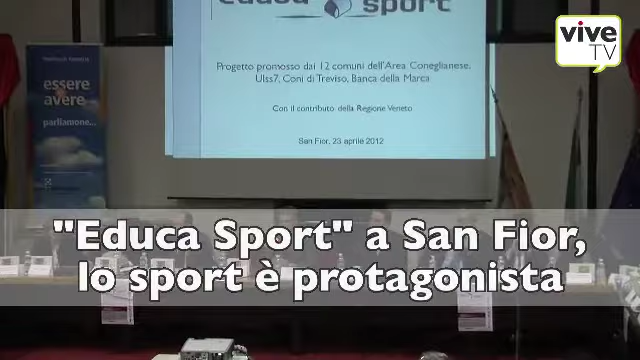 educa sport
vive
TV
Progetto promosso dai 12 comuni dell'Area Coneglianese,
Ulss7, Coni di Treviso, Banca della Marca
Con il contributo della Regione Veneto
San Fior, 23 aprile 2012
essere
avere
parliamone...
"Educa Sport" a San Fior,
lo sport è protagonista